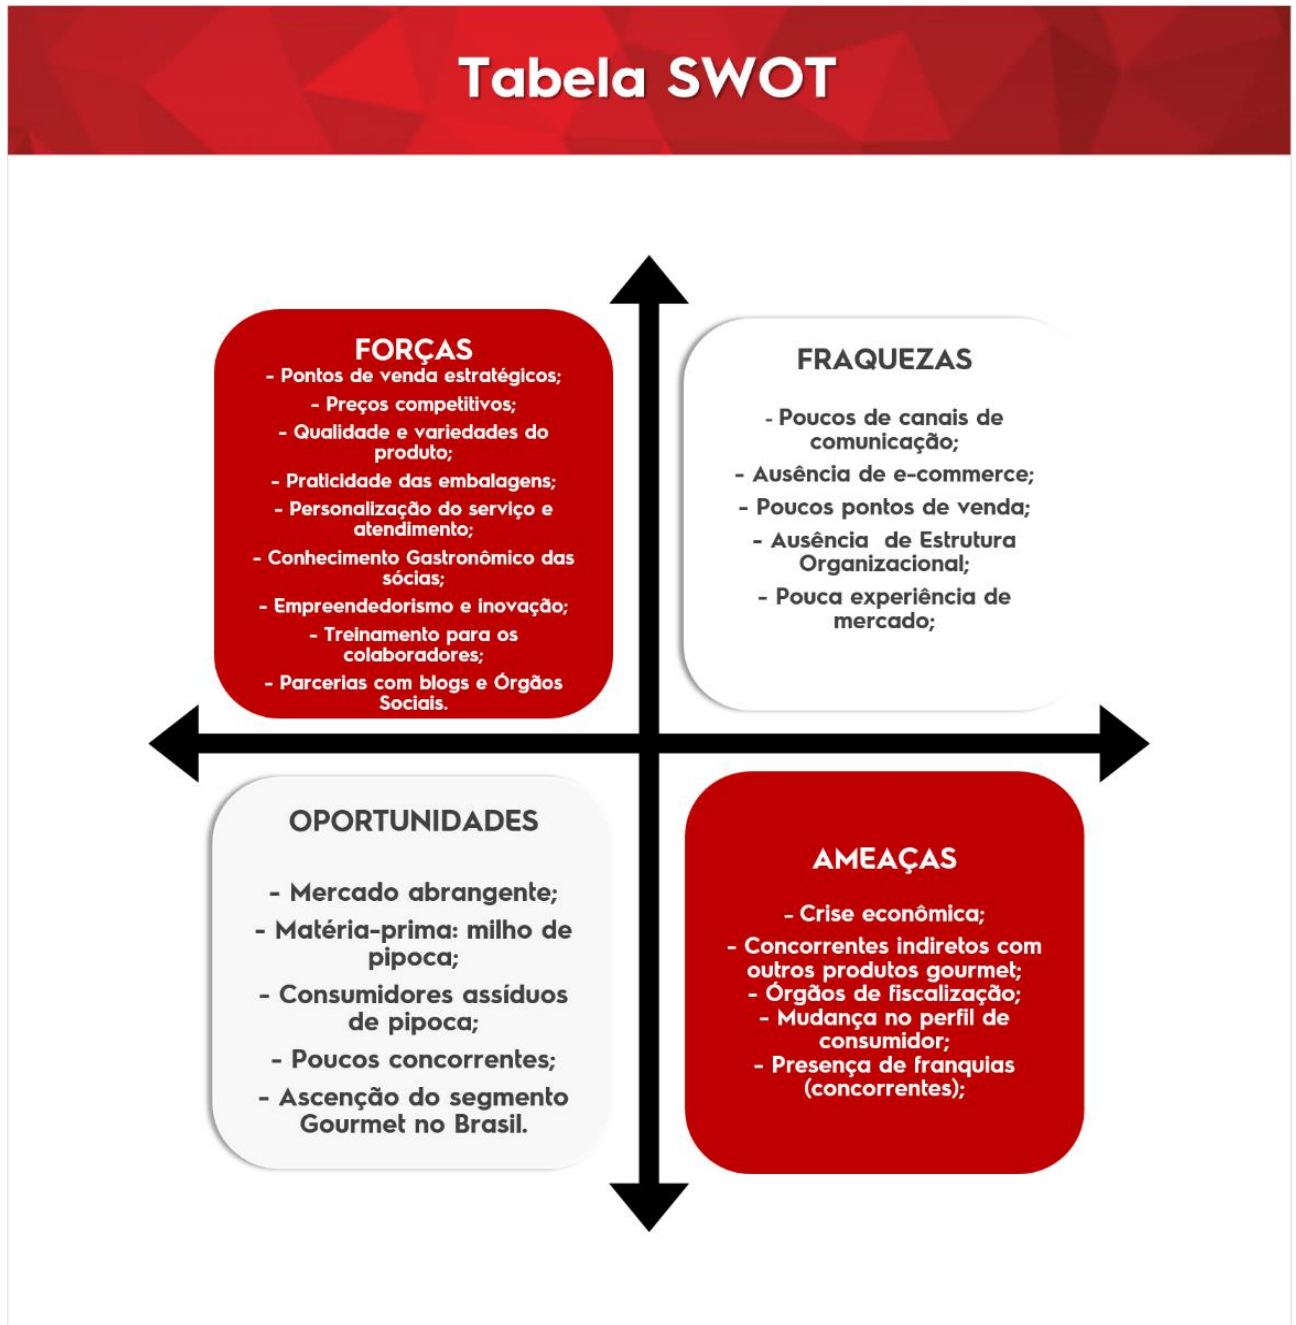 Tabela SWOT
FORÇAS
- Pontos de venda estratégicos;
- Preços competitivos;
- Qualidade e variedades do
produto;
- Praticidade das embalagens;
- Personalização do serviço e
atendimento;
- Conhecimento Gastronômico das
sócias;
- Empreendedorismo e inovação;
- Treinamento para os
colaboradores;
- Parcerias com blogs e Órgãos
Sociais.
FRAQUEZAS
- Poucos de canais de
comunicação;
- Ausência de e-commerce;
- Poucos pontos de venda;
- Ausência de Estrutura
Organizacional;
- Pouca experiência de
mercado;
OPORTUNIDADES
- Mercado abrangente;
- Matéria-prima: milho de
pipoca;
- Consumidores assíduos
de pipoca;
- Poucos concorrentes;
- Ascenção do segmento
Gourmet no Brasil.
AMEAÇAS
- Crise econômica;
- Concorrentes indiretos com
outros produtos gourmet;
- Órgãos de fiscalização;
- Mudança no perfil de
consumidor;
- Presença de franquias
(concorrentes);